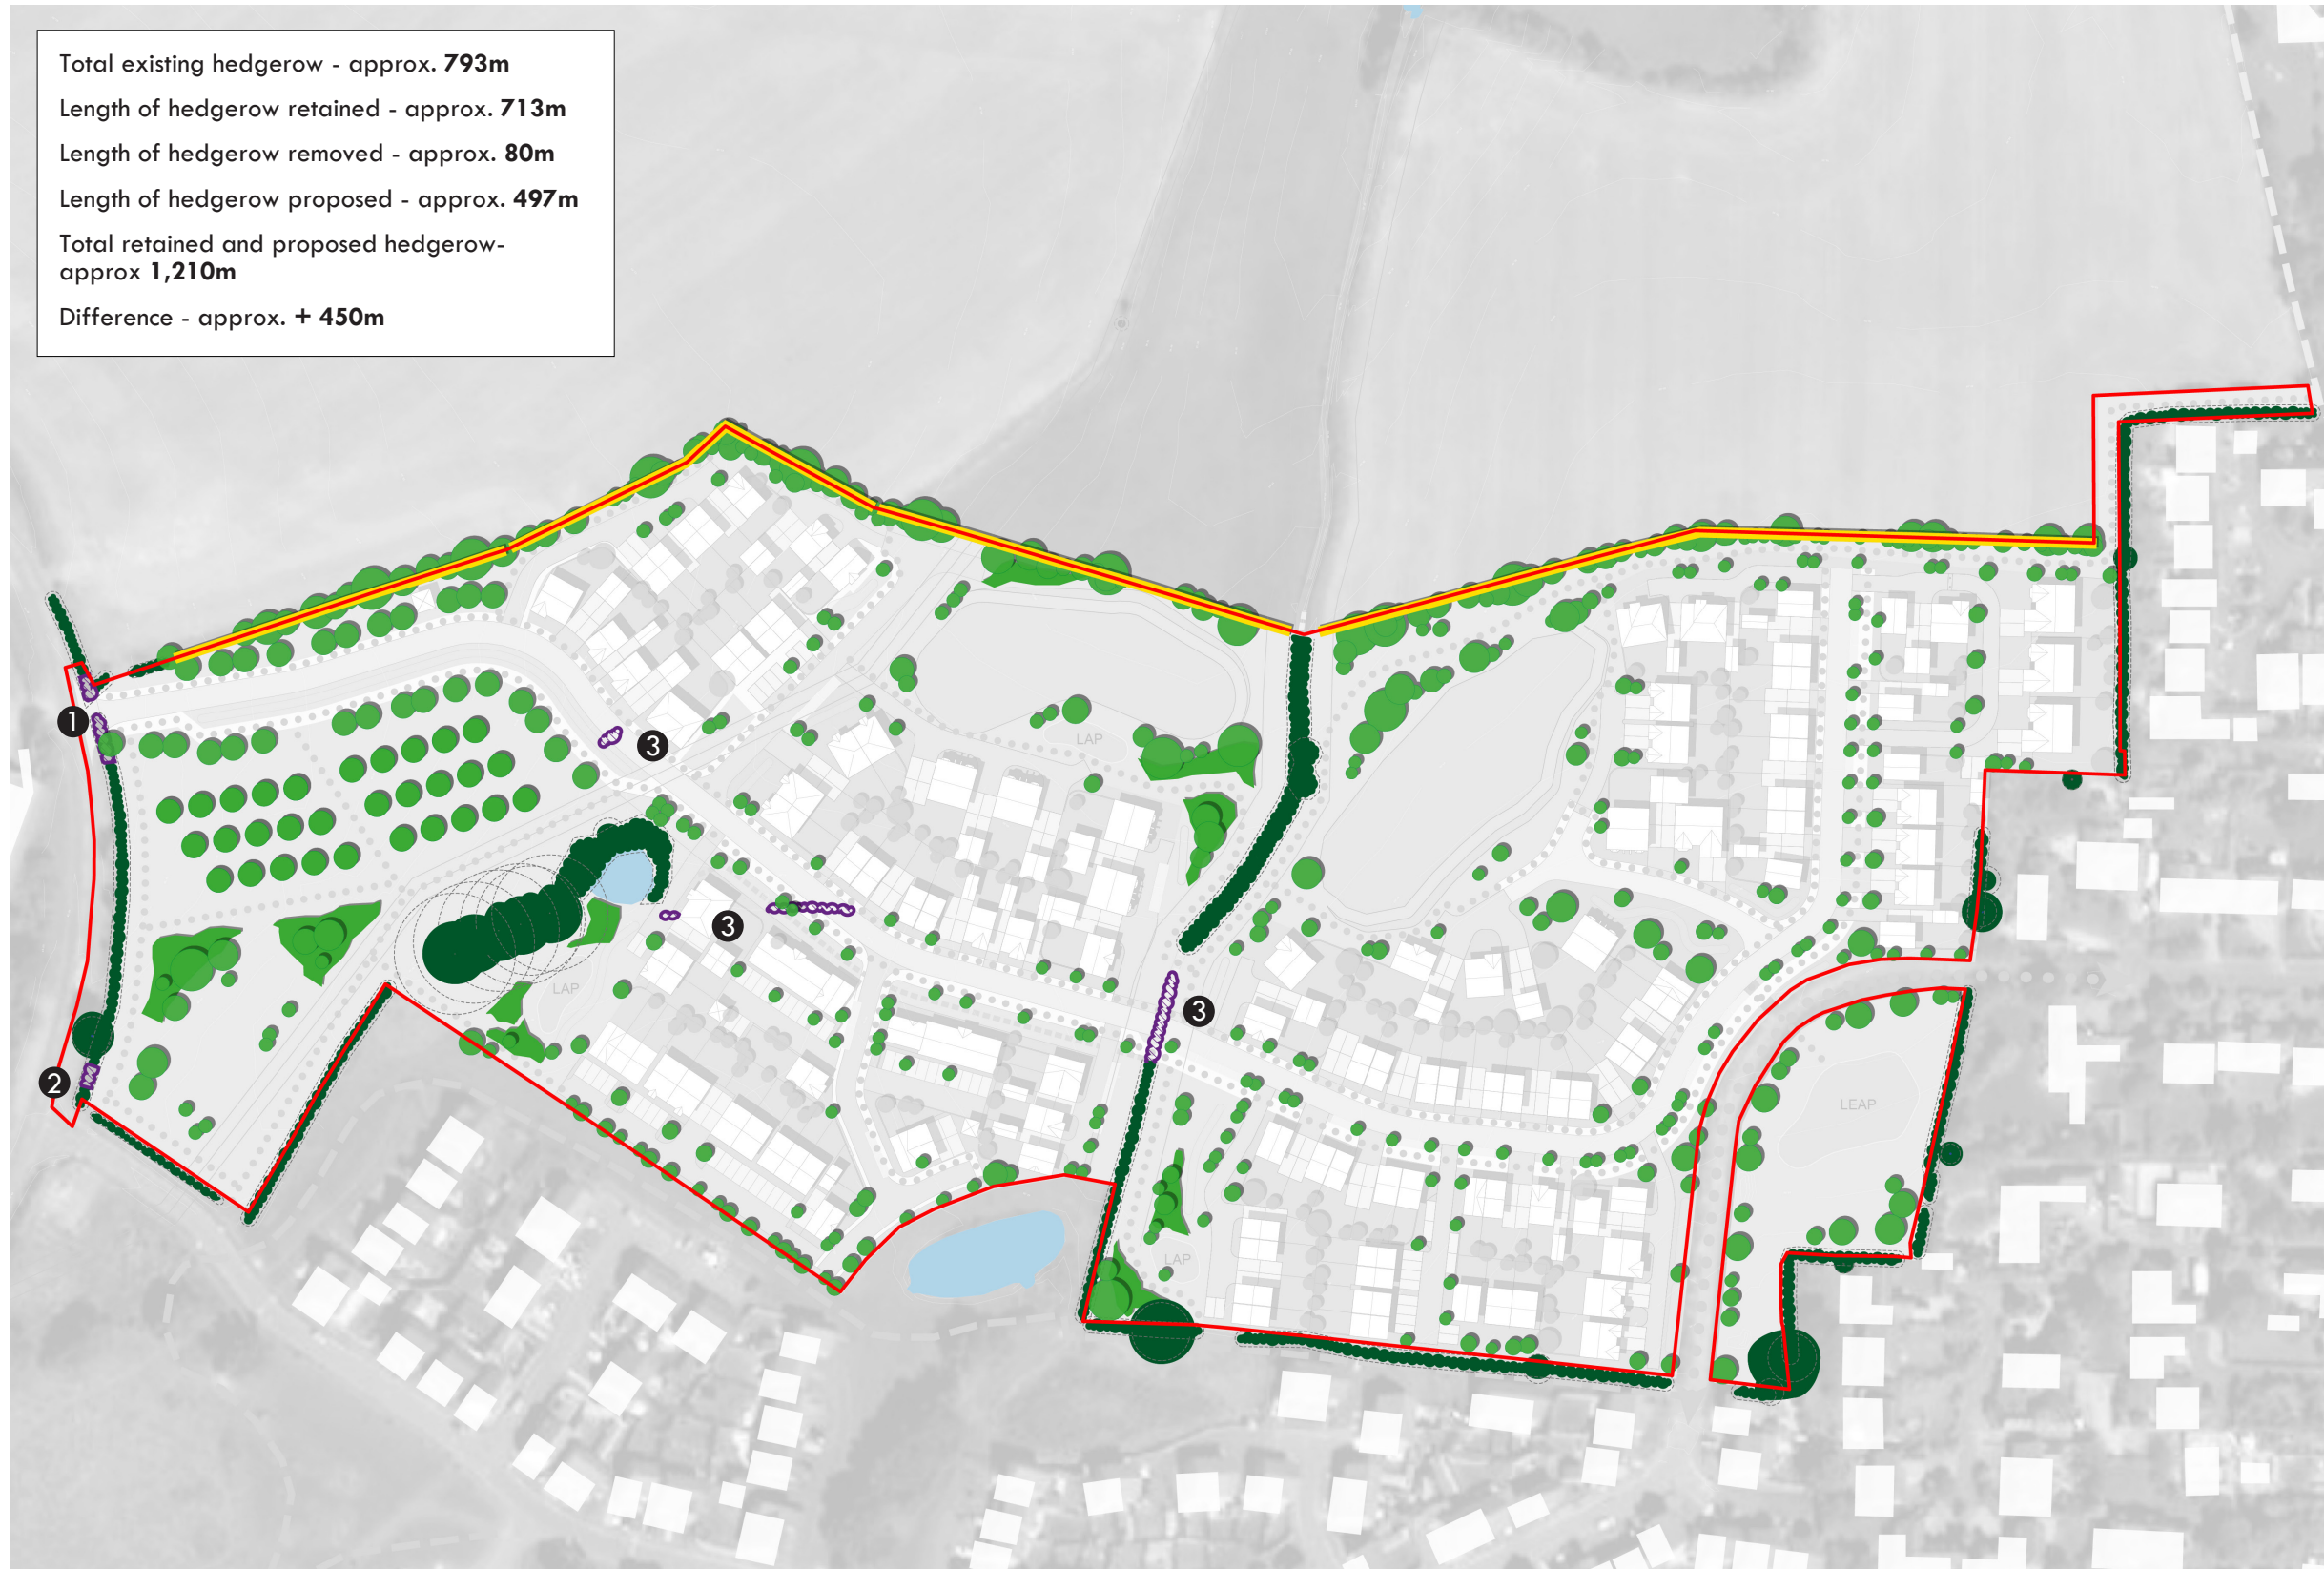 Total existing hedgerow - approx. 793m
Length of hedgerow retained - approx. 713m
Length of hedgerow removed - approx. 80m
Length of hedgerow proposed - approx. 497m
Total retained and proposed hedgerow-
approx 1,210m
Difference - approx. + 450m
1
3
LAP
3
LAP
3
2
LEAP
LAP